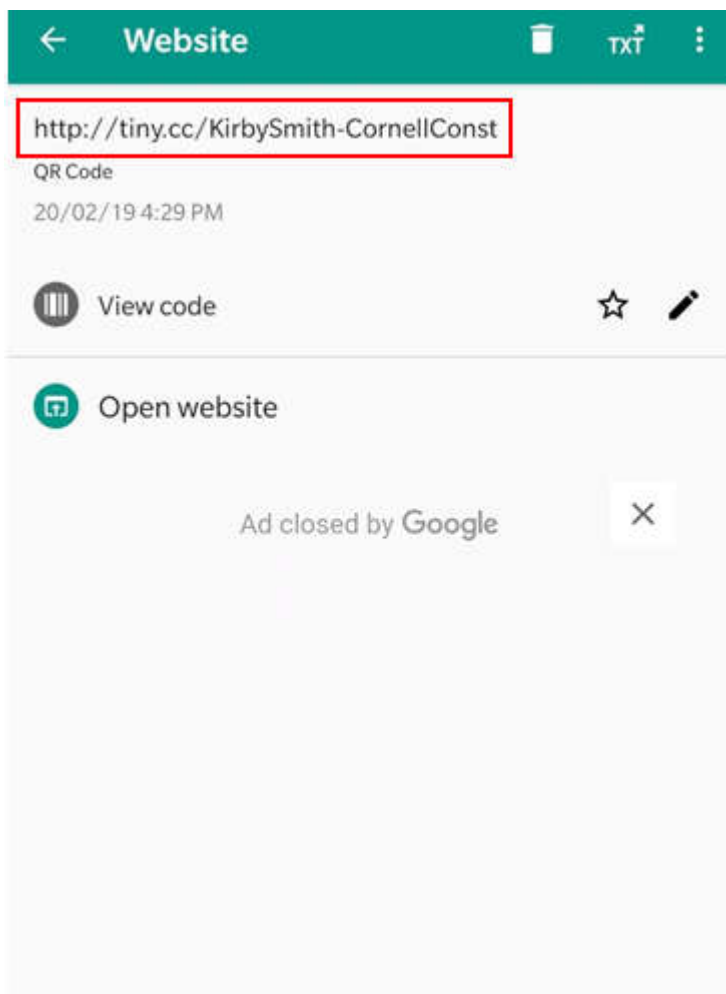 Website
TXT
http://tiny.cc/KirbySmith-CornellConst
QR Code
20/02/19 4:29 PM
View code
Open website
Ad closed by Google